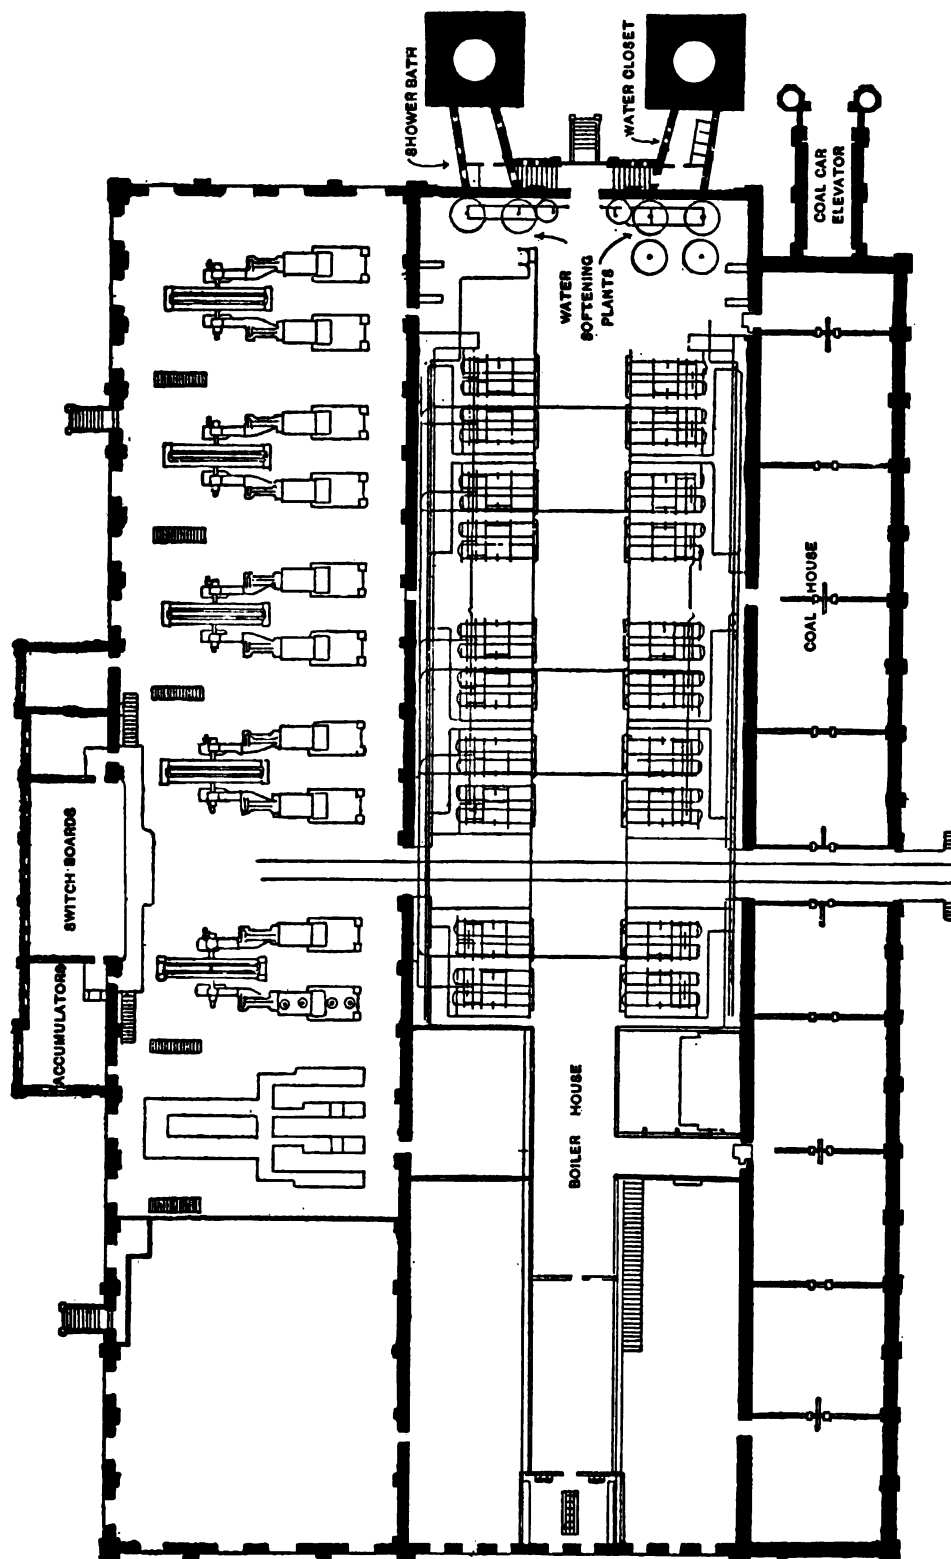 SHOWER BATH
WATER CLOSET
COAL CAR
ELEVATOR
WATER
SOFTENING
PLANTS
COAL HOUSE
SWITCH-BOARDS
ACCUMULATORS
BOILER HOUSE